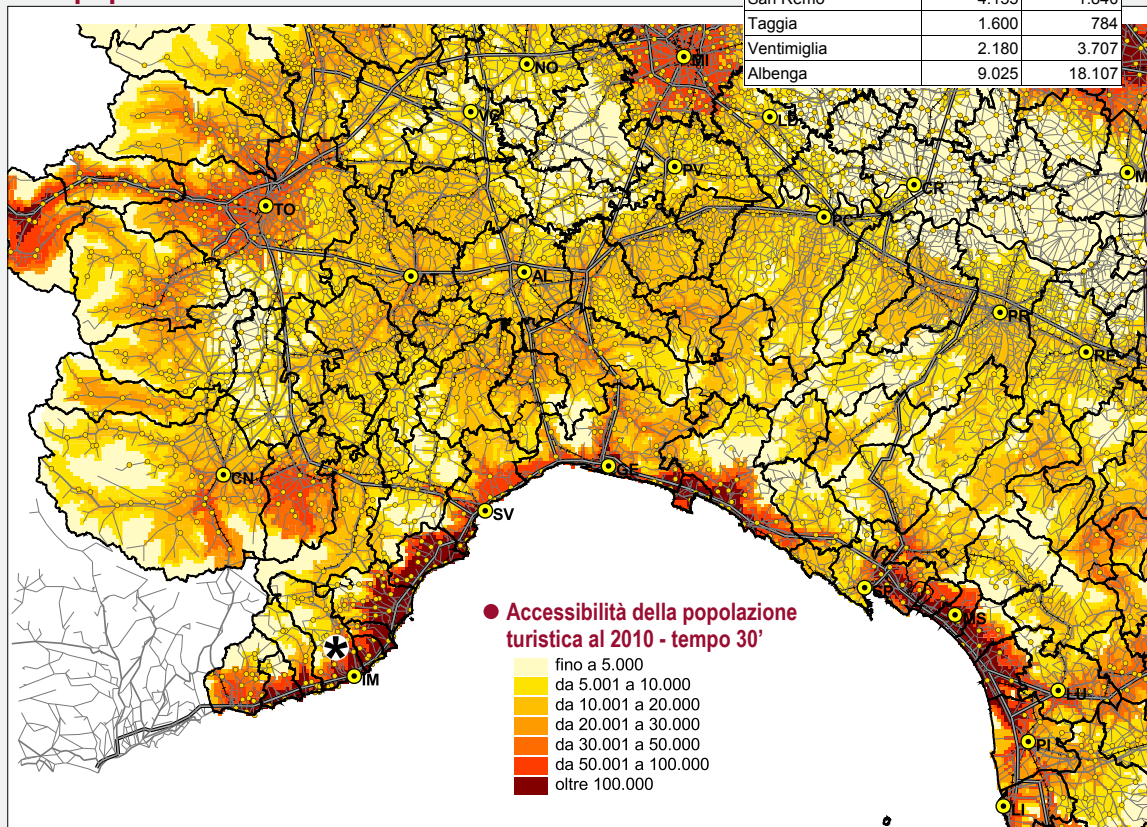 Taggia 1.600 784
Ventimiglia 2.180 3.707
Albenga 9.025 18.107
NO
MI
VC
LD
PV
CR
TO
PC
AT
AL
PR
RE
CN
GE
SV
SP
MS
IM
LU
PI
LI
*
● Accessibilità della popolazione
turistica al 2010 - tempo 30’
fino a 5.000
da 5.001 a 10.000
da 10.001 a 20.000
da 20.001 a 30.000
da 30.001 a 50.000
da 50.001 a 100.000
oltre 100.000